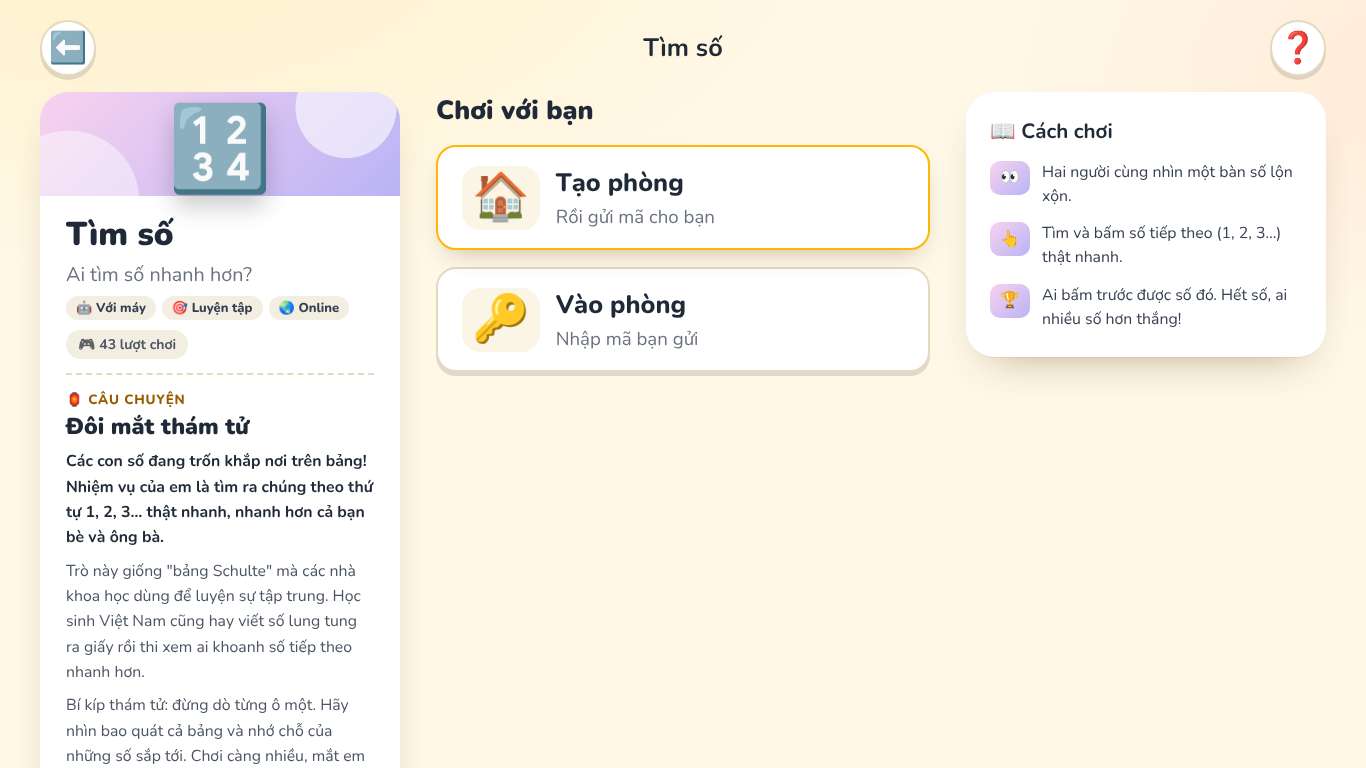 Tìm số
1 2
3 4
Tìm số
Ai tìm số nhanh hơn?
Với máy
Luyện tập
Online
43 lượt chơi
CÂU CHUYỆN
Đôi mắt thám tử
Các con số đang trốn khắp nơi trên bảng!
Nhiệm vụ của em là tìm ra chúng theo thứ
tự 1, 2, 3... thật nhanh, nhanh hơn cả bạn
bè và ông bà.
Trò này giống "bảng Schulte" mà các nhà
khoa học dùng để luyện sự tập trung. Học
sinh Việt Nam cũng hay viết số lung tung
ra giấy rồi thi xem ai khoanh số tiếp theo
nhanh hơn.
Bí kíp thám tử: đừng dò từng ô một. Hãy
nhìn bao quát cả bảng và nhớ chỗ của
những số sắp tới. Chơi càng nhiều, mắt em
Chơi với bạn
Tạo phòng
Rồi gửi mã cho bạn
Vào phòng
Nhập mã bạn gửi
Cách chơi
Hai người cùng nhìn một bàn số lộn
xộn.
Tìm và bấm số tiếp theo (1, 2, 3...)
thật nhanh.
Ai bấm trước được số đó. Hết số, ai
nhiều số hơn thắng!